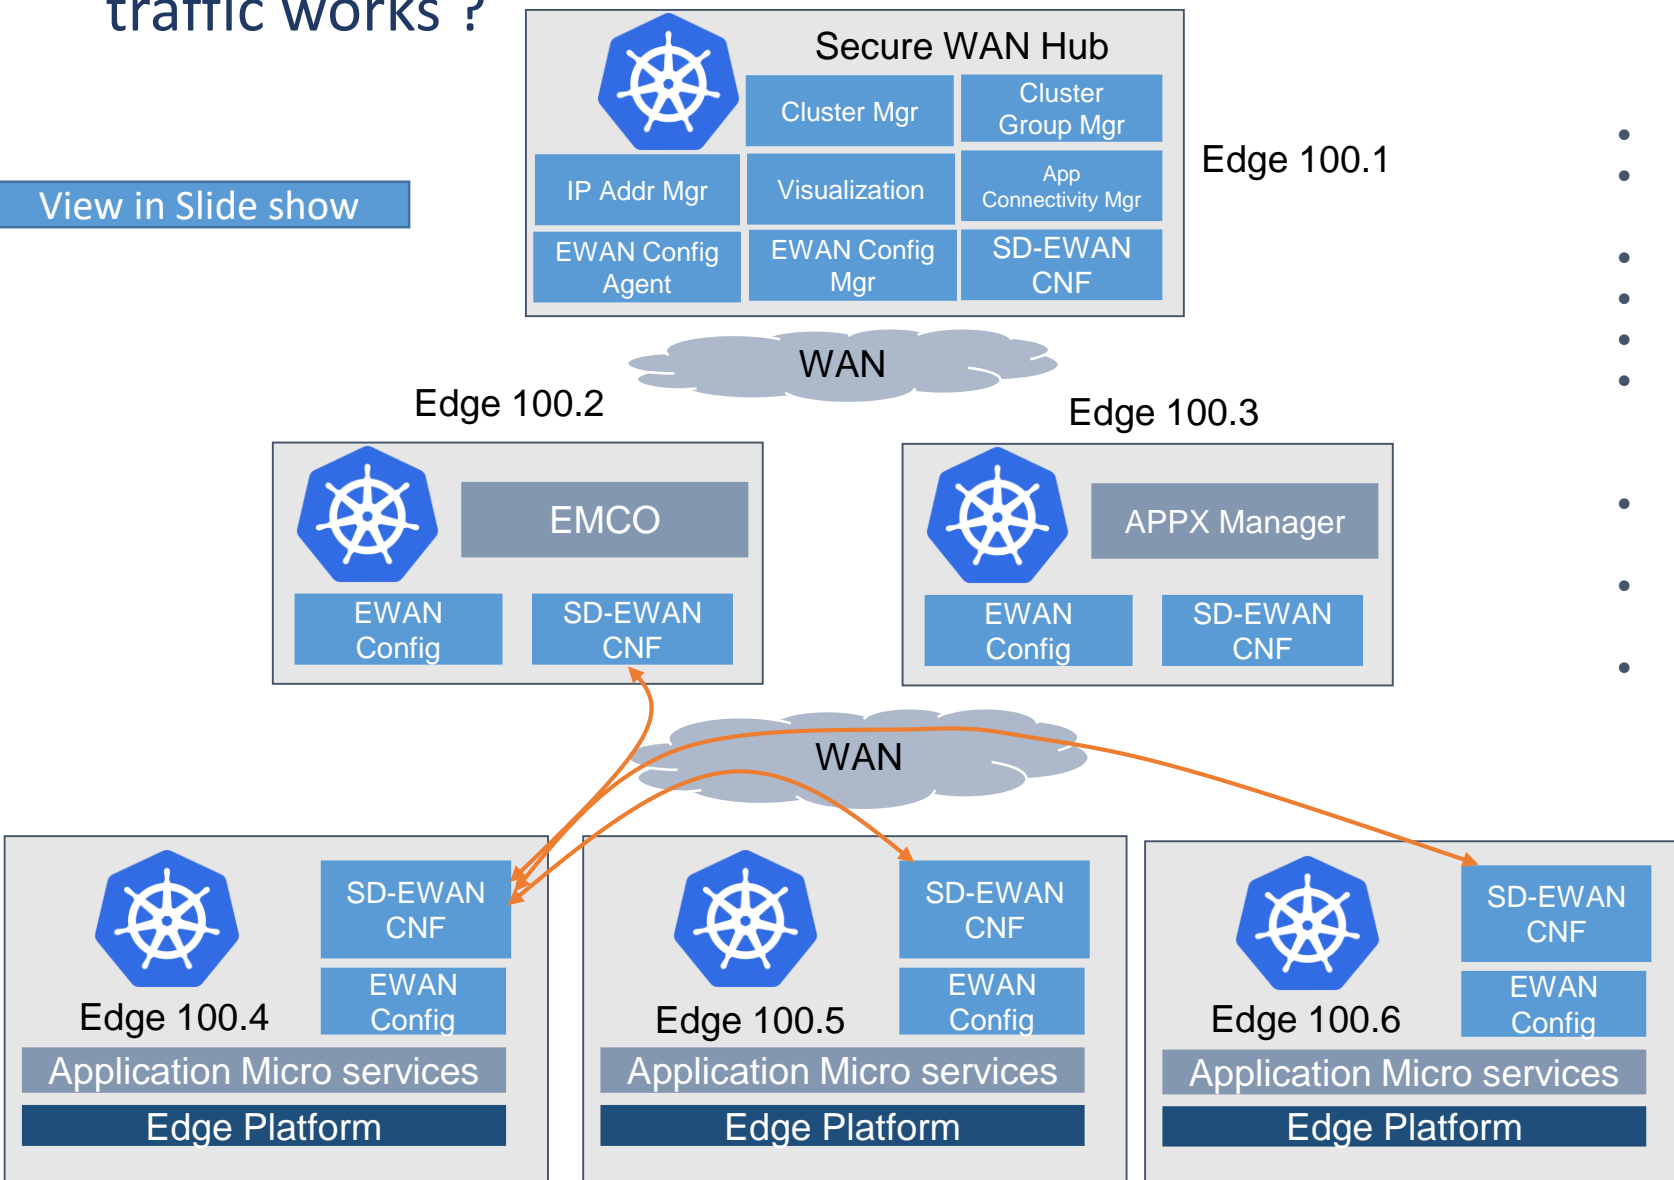 traffic works ?
Secure WAN Hub
Cluster Mgr
Cluster
Group Mgr
Edge 100.1
IP Addr Mgr
Visualization
App
Connectivity Mgr
View in Slide show
EWAN Config
Agent
EWAN Config
Mgr
SD-EWAN
CNF
WAN
Edge 100.2
Edge 100.3
EMCO
APPX Manager
EWAN
Config
SD-EWAN
CNF
EWAN
Config
SD-EWAN
CNF
WAN
SD-EWAN
CNF
EWAN
Config
Edge 100.4
Application Micro services
Edge Platform
SD-EWAN
CNF
EWAN
Config
Edge 100.5
Application Micro services
Edge Platform
SD-EWAN
CNF
EWAN
Config
Edge 100.6
Application Micro services
Edge Platform